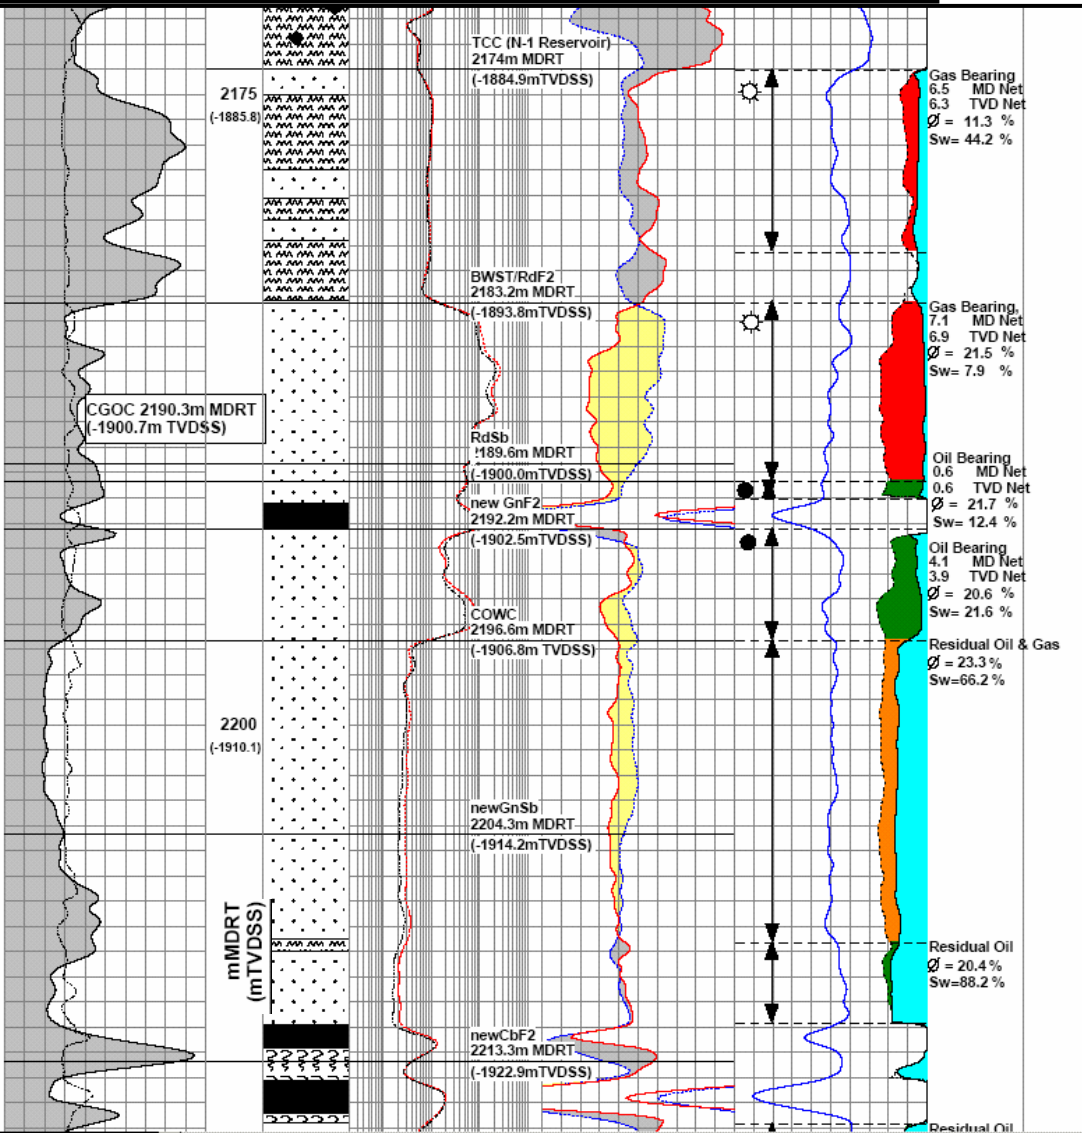 TCC (N-1 Reservoir)
2174m MDRT
(-1884.9mTVDSS)
2175
(-1885.8)
Gas Bearing
6.5 MD Net
6.3 TVD Net
Ø = 11.3 %
Sw= 44.2 %
BWST/RdF2
2183.2m MDRT
(-1893.8mTVDSS)
Gas Bearing,
7.1 MD Net
6.9 TVD Net
Ø = 21.5 %
Sw= 7.9 %
CGOC 2190.3m MDRT
(-1900.7m TVDSS)
RdSb
2189.6m MDRT
(-1900.0mTVDSS)
Oil Bearing
0.6 MD Net
0.6 TVD Net
Ø = 21.7 %
Sw= 12.4 %
new GnF2
2192.2m MDRT
(-1902.5mTVDSS)
Oil Bearing
4.1 MD Net
3.9 TVD Net
Ø = 20.6 %
Sw= 21.6 %
COWC
2196.6m MDRT
(-1906.8m TVDSS)
Residual Oil & Gas
Ø = 23.3 %
Sw=66.2 %
2200
(-1910.1)
newGnSb
2204.3m MDRT
(-1914.2mTVDSS)
mMDRT
(mTVDSS)
Residual Oil
Ø = 20.4 %
Sw=88.2 %
newCbF2
2213.3m MDRT
(-1922.9mTVDSS)
Residual Oil